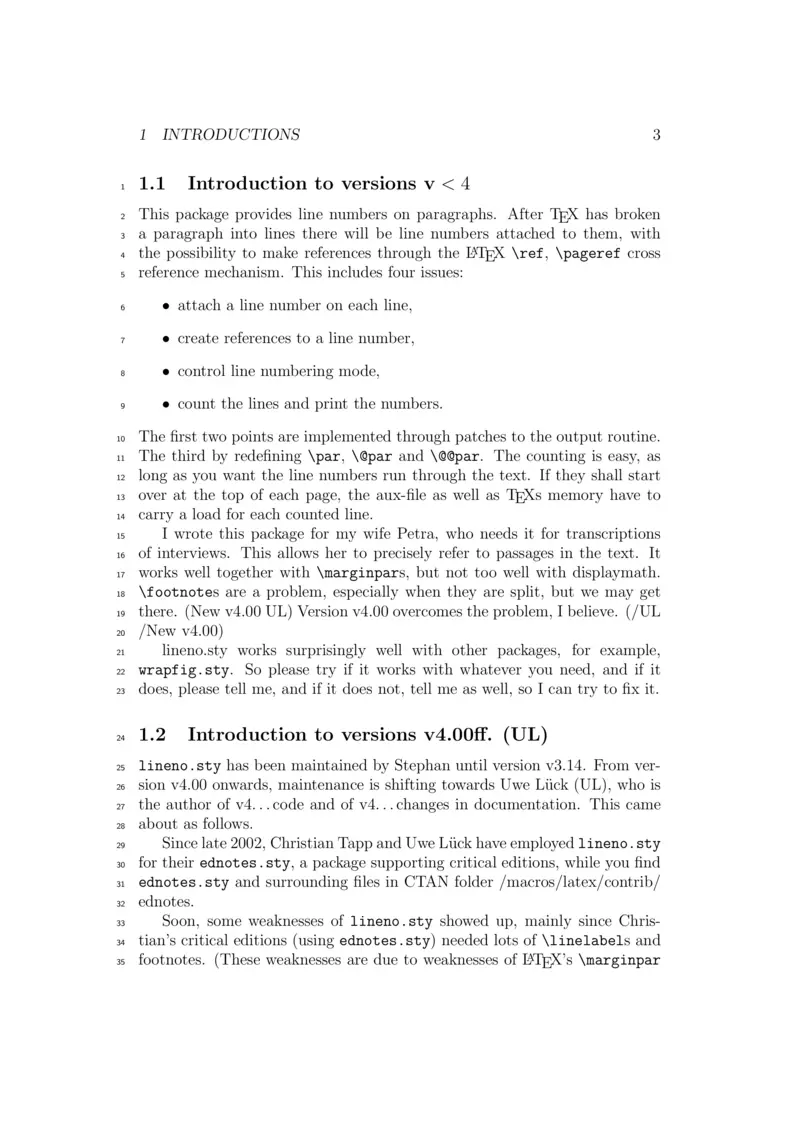 1 INTRODUCTIONS 3
1 1.1 Introduction to versions v < 4
2 This package provides line numbers on paragraphs. After TEX has broken
3 a paragraph into lines there will be line numbers attached to them, with
4 the possibility to make references through the LATEX \ref, \pageref cross
5 reference mechanism. This includes four issues:
6 • attach a line number on each line,
7 • create references to a line number,
8 • control line numbering mode,
9 • count the lines and print the numbers.
10 The first two points are implemented through patches to the output routine.
11 The third by redefining \par, \@par and \@@par. The counting is easy, as
12 long as you want the line numbers run through the text. If they shall start
13 over at the top of each page, the aux-file as well as TEXs memory have to
14 carry a load for each counted line.
15 I wrote this package for my wife Petra, who needs it for transcriptions
16 of interviews. This allows her to precisely refer to passages in the text. It
17 works well together with \marginpars, but not too well with displaymath.
18 \footnotes are a problem, especially when they are split, but we may get
19 there. (New v4.00 UL) Version v4.00 overcomes the problem, I believe. (/UL
20 /New v4.00)
21 lineno.sty works surprisingly well with other packages, for example,
22 wrapfig.sty. So please try if it works with whatever you need, and if it
23 does, please tell me, and if it does not, tell me as well, so I can try to fix it.
24 1.2 Introduction to versions v4.00ff. (UL)
25 lineno.sty has been maintained by Stephan until version v3.14. From ver-
26 sion v4.00 onwards, maintenance is shifting towards Uwe Lück (UL), who is
27 the author of v4...code and of v4...changes in documentation. This came
28 about as follows.
29 Since late 2002, Christian Tapp and Uwe Lück have employed lineno.sty
30 for their ednotes.sty, a package supporting critical editions, while you find
31 ednotes.sty and surrounding files in CTAN folder /macros/latex/contrib/
32 ednotes.
33 Soon, some weaknesses of lineno.sty showed up, mainly since Chris-
34 tian's critical editions (using ednotes.sty) needed lots of \linelabels and
35 footnotes. (These weaknesses are due to weaknesses of LATEX's \marginpar